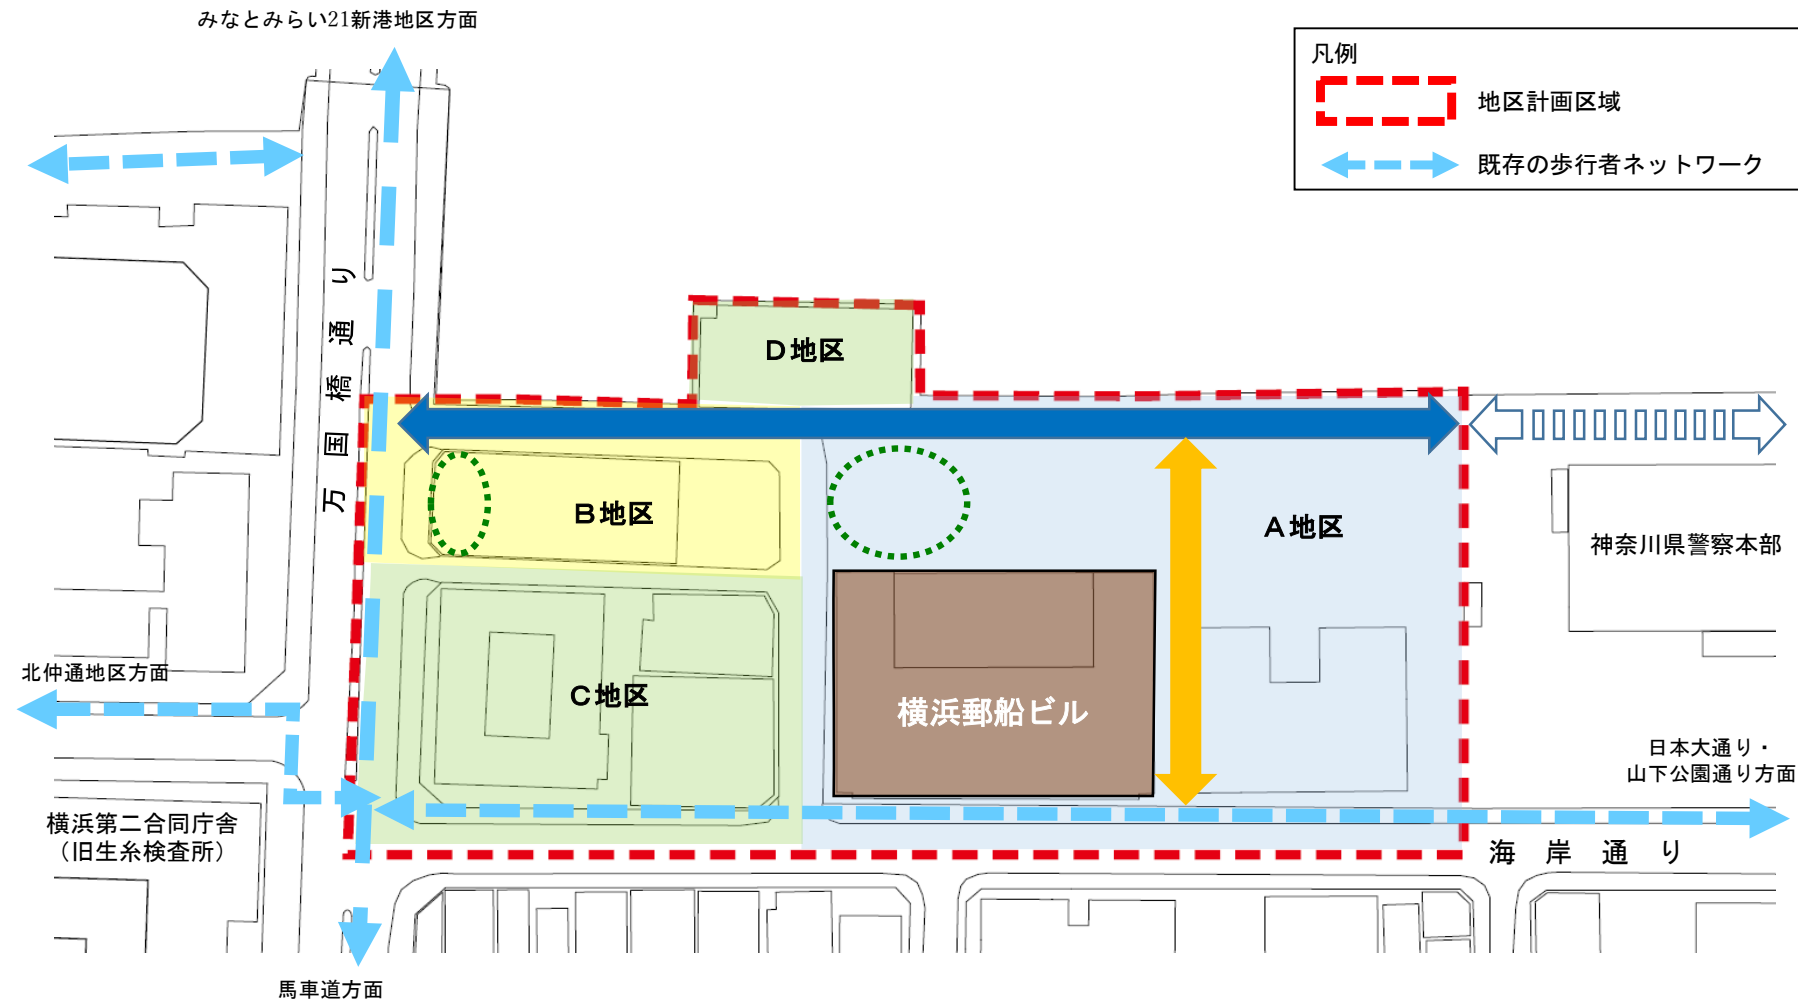 みなとみらい21新港地区方面
凡例
地区計画区域
既存の歩行者ネットワーク
万国橋通り
D地区
B地区
A地区
神奈川県警察本部
北仲通地区方面
C地区
横浜郵船ビル
日本大通り・
山下公園通り方面
横浜第二合同庁舎
(旧生糸検査所)
海岸通り
馬車道方面